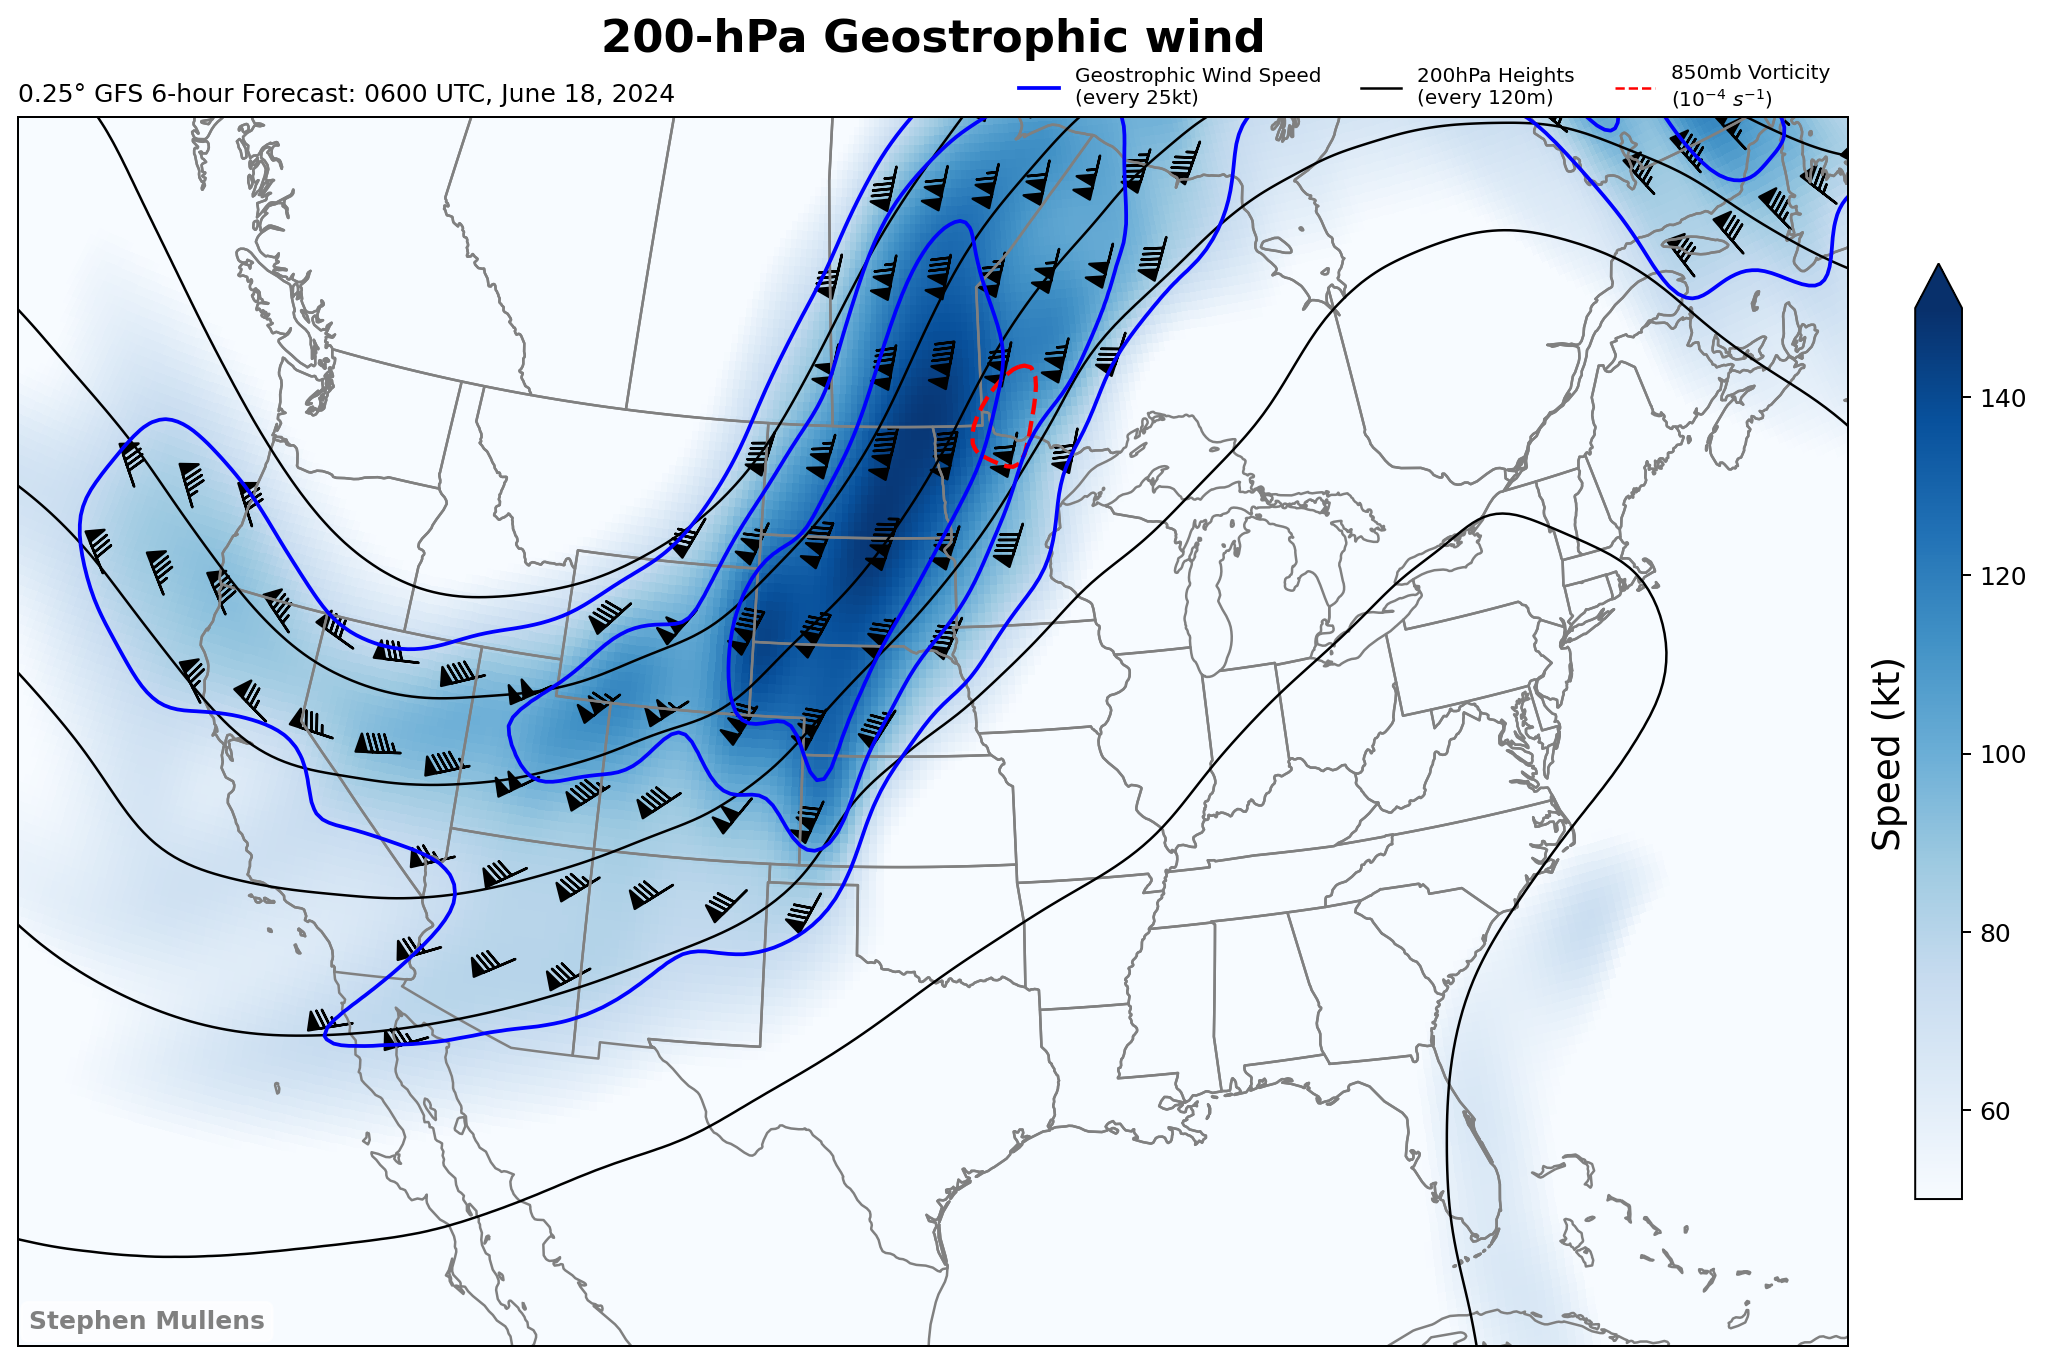 200-hPa Geostrophic wind
0.25° GFS 6-hour Forecast: 0600 UTC, June 18, 2024
Geostrophic Wind Speed
(every 25kt)
200hPa Heights
(every 120m)
850mb Vorticity
(10⁻⁴ s⁻¹)
140
120
100
80
60
Speed (kt)
Stephen Mullens